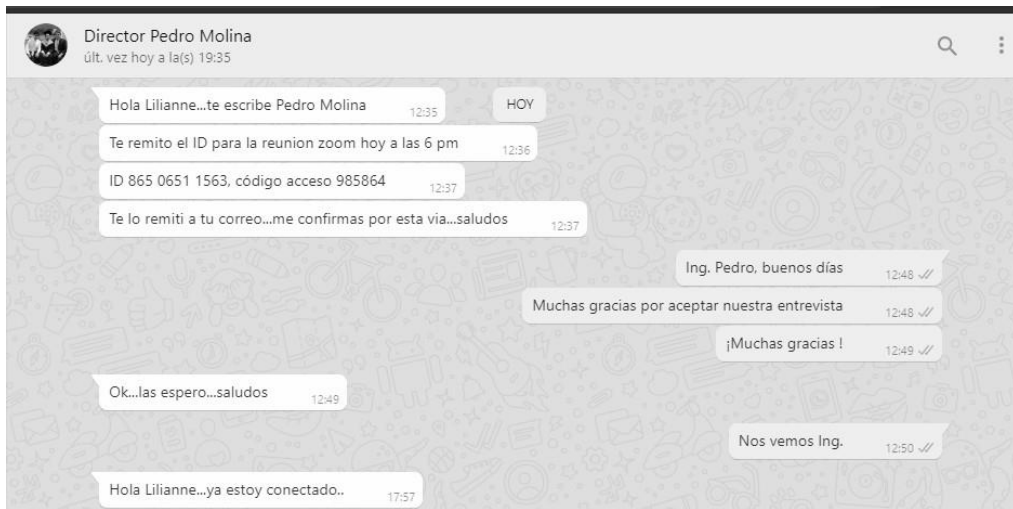 Director Pedro Molina
últ. vez hoy a la(s) 19:35
HOY
Hola Lilianne...te escribe Pedro Molina 12:35
Te remito el ID para la reunion zoom hoy a las 6 pm 12:36
ID 865 0651 1563, código acceso 985864 12:37
Te lo remiti a tu correo...me confirmas por esta via...saludos 12:37
Ing. Pedro, buenos días 12:48
Muchas gracias por aceptar nuestra entrevista 12:48
¡Muchas gracias ! 12:49
Ok...las espero...saludos 12:49
Nos vemos Ing. 12:50
Hola Lilianne...ya estoy conectado.. 17:57